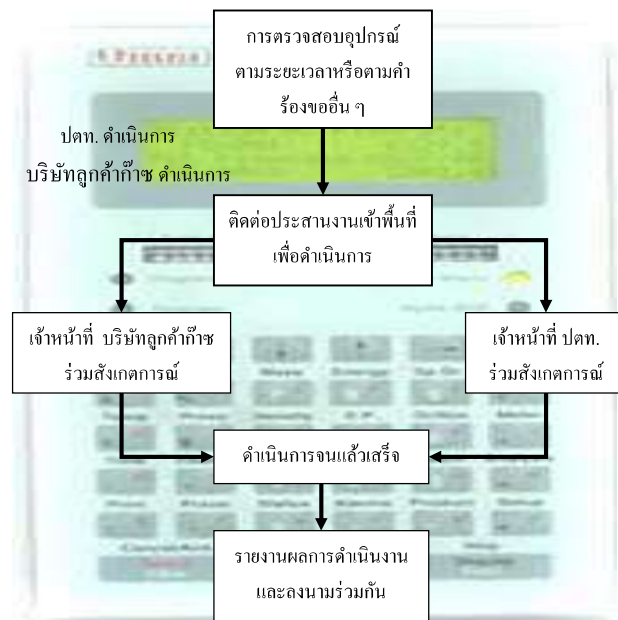 การตรวจสอบอุปกรณ์
ตามระยะเวลาหรือตามคำ
ร้องขออื่น ๆ
ปตท. ดำเนินการ
บริษัทลูกค้าก๊าซ ดำเนินการ
ติดต่อประสานงานเข้าพื้นที่
เพื่อดำเนินการ
เจ้าหน้าที่ บริษัทลูกค้าก๊าซ
ร่วมสังเกตการณ์
เจ้าหน้าที่ ปตท.
ร่วมสังเกตการณ์
ดำเนินการจนแล้วเสร็จ
รายงานผลการดำเนินงาน
และลงนามร่วมกัน